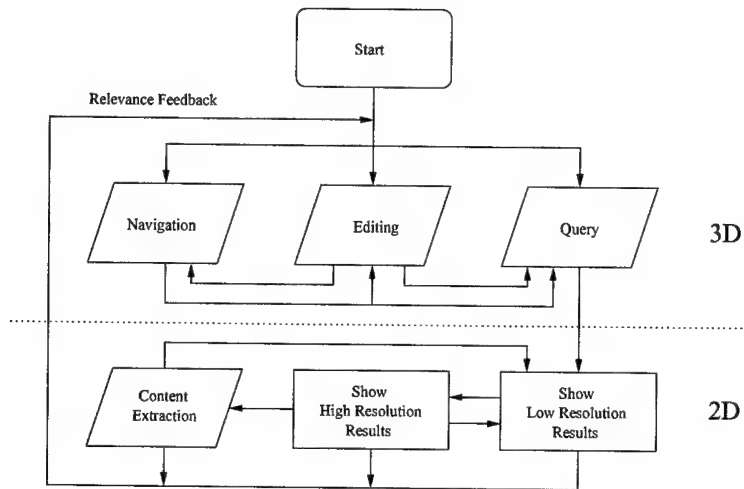 Start
Relevance Feedback
Navigation
Editing
Query
3D
Content
Extraction
Show
High Resolution
Results
Show
Low Resolution
Results
2D